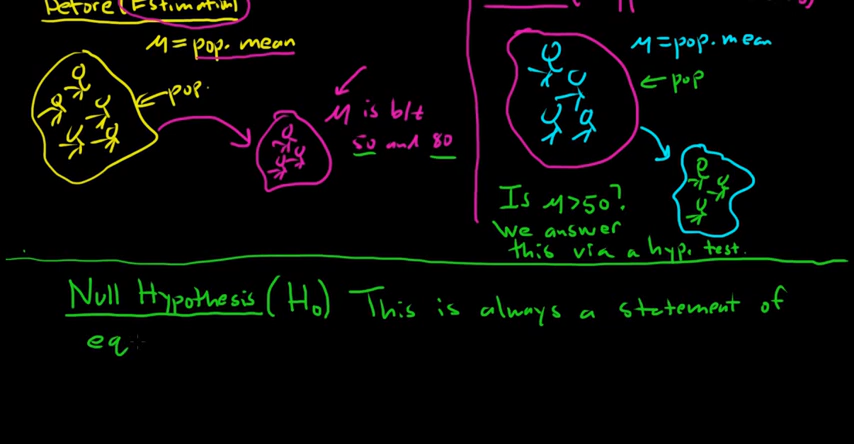 Before (Estimation)
μ = pop. mean
← pop.
μ is b/t
50 and 80
μ = pop. mean
← pop
Is μ > 50?
We answer
this via a hyp. test.
Null Hypothesis (H₀) This is always a statement of
eq